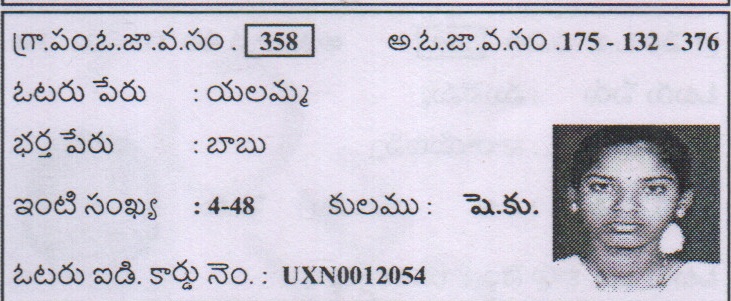 గ్రా.పం.ఓ.జా.వ.సం. 358 అ.ఓ.జా.వ.సం .175 - 132 - 376
ఓటరు పేరు : యలమ్మ
భర్త పేరు : బాబు
ఇంటి సంఖ్య : 4-48 కులము : షె.కు.
ఓటరు ఐడి. కార్డు నెం. : UXN0012054